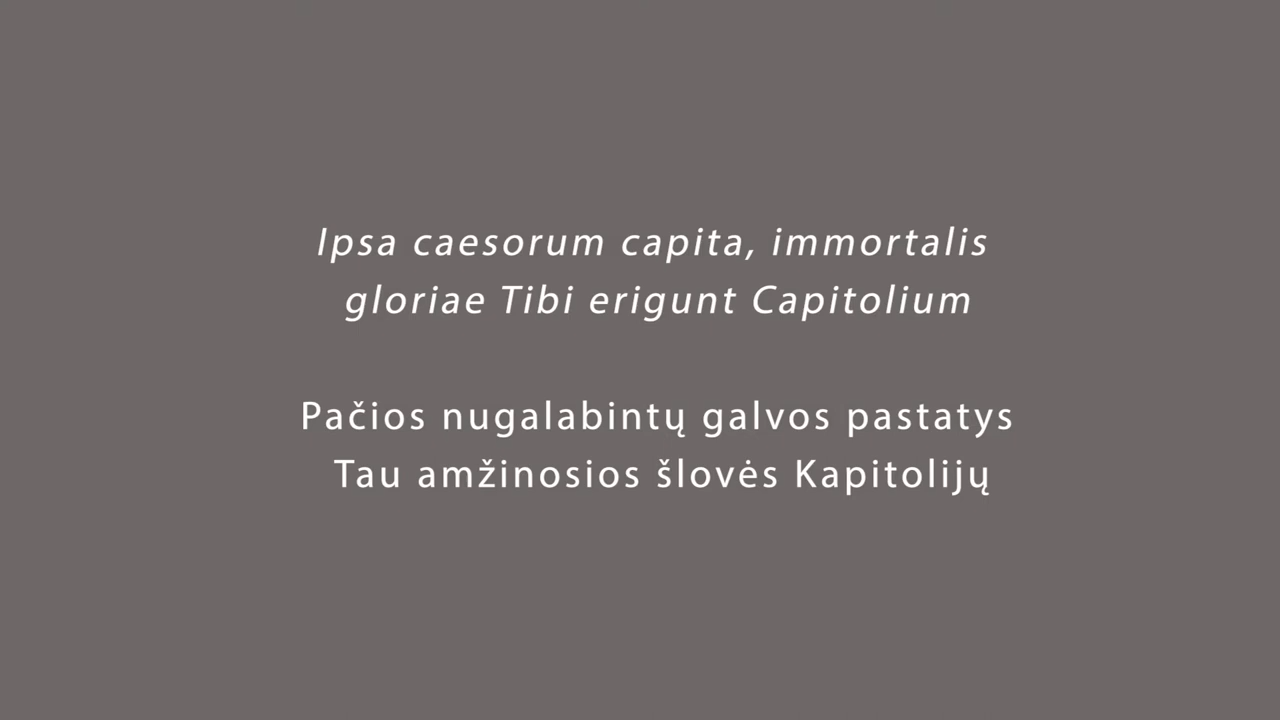 Ipsa caesorum capita, immortalis
gloriae Tibi erigunt Capitolium
Pačios nugalabintų galvos pastatys
Tau amžinosios šlovės Kapitolijų